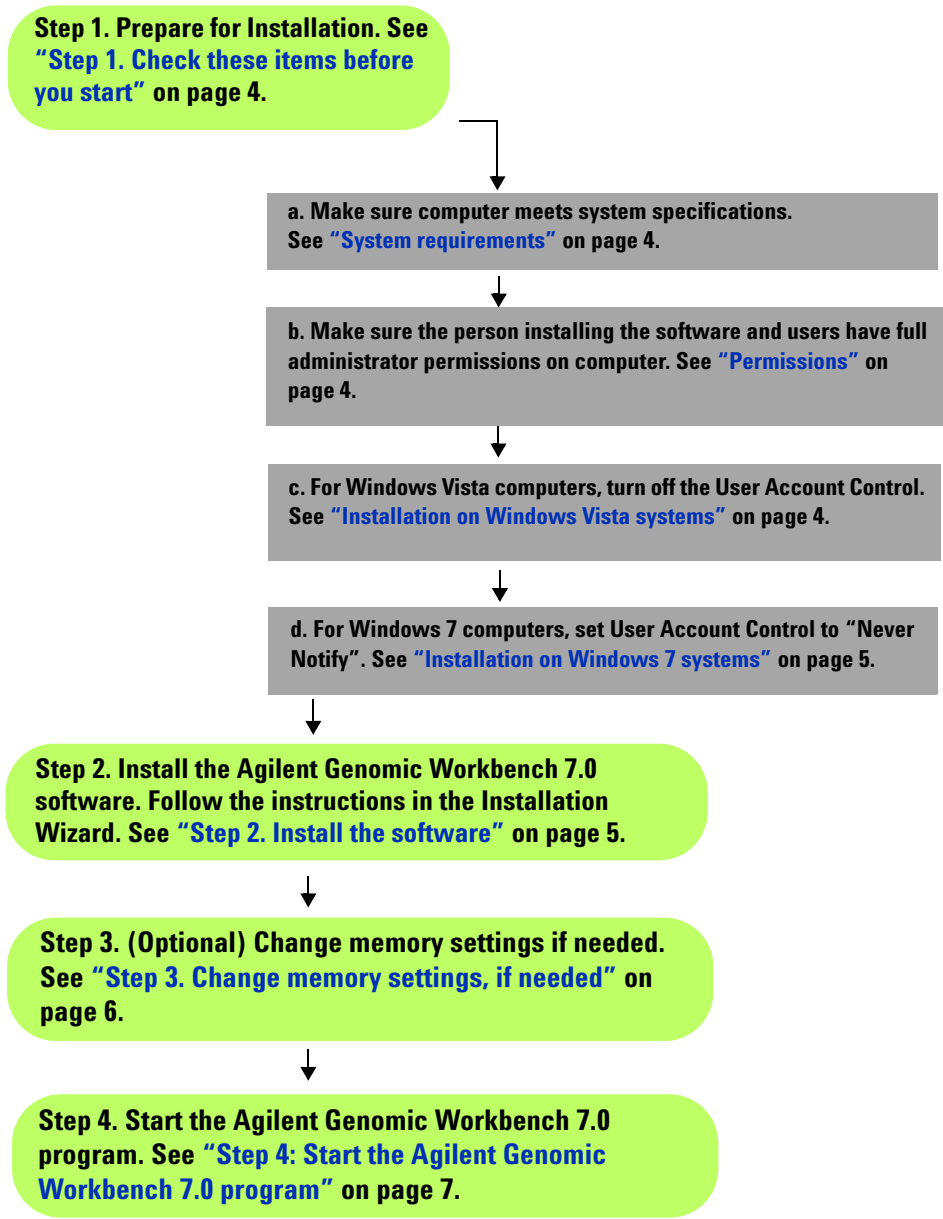 Step 1. Prepare for Installation. See
“Step 1. Check these items before
you start” on page 4.
a. Make sure computer meets system specifications.
See “System requirements” on page 4.
b. Make sure the person installing the software and users have full
administrator permissions on computer. See “Permissions” on
page 4.
c. For Windows Vista computers, turn off the User Account Control.
See “Installation on Windows Vista systems” on page 4.
d. For Windows 7 computers, set User Account Control to “Never
Notify”. See “Installation on Windows 7 systems” on page 5.
Step 2. Install the Agilent Genomic Workbench 7.0
software. Follow the instructions in the Installation
Wizard. See “Step 2. Install the software” on page 5.
Step 3. (Optional) Change memory settings if needed.
See “Step 3. Change memory settings, if needed” on
page 6.
Step 4. Start the Agilent Genomic Workbench 7.0
program. See “Step 4: Start the Agilent Genomic
Workbench 7.0 program” on page 7.